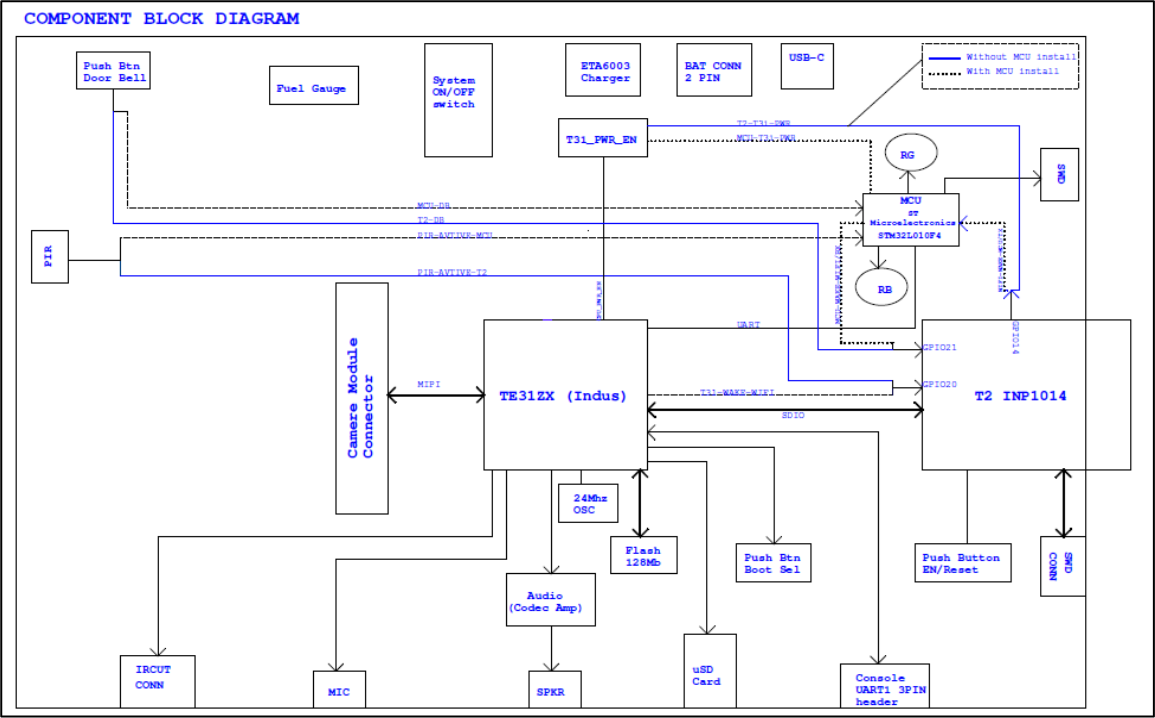 COMPONENT BLOCK DIAGRAM
Push Btn
Door Bell
Fuel Gauge
System
ON/OFF
switch
ETA6003
Charger
BAT CONN
2 PIN
USB-C
Without MCU install
With MCU install
T31_PWR_EN
T2-T31-PWR
MCU-T31-PWR
RG
SWD
MCU
ST
Microelectronics
STM32L010F4
MCU-DB
T2-DB
PIR-AVTIVE-MCU
PIR
PIR-AVTIVE-T2
RB
UART
GPIO14
GPIO21
GPIO20
Camere Module
Connector
MIPI
TE31ZX (Indus)
T31-WAKE-WIFI
SDIO
T2 INP1014
24Mhz
OSC
Flash
128Mb
Push Btn
Boot Sel
Push Button
EN/Reset
SWD
CONN
Audio
(Codec Amp)
IRCUT
CONN
MIC
SPKR
uSD
Card
Console
UART1 3PIN
header